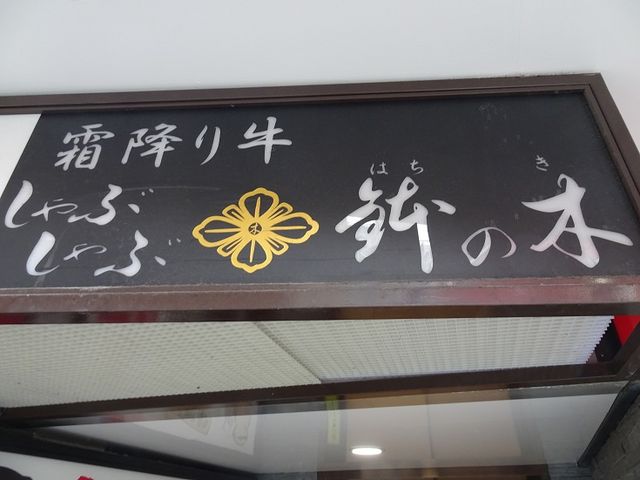 霜降り牛
しゃぶ
しゃぶ
はち き
鉢の木